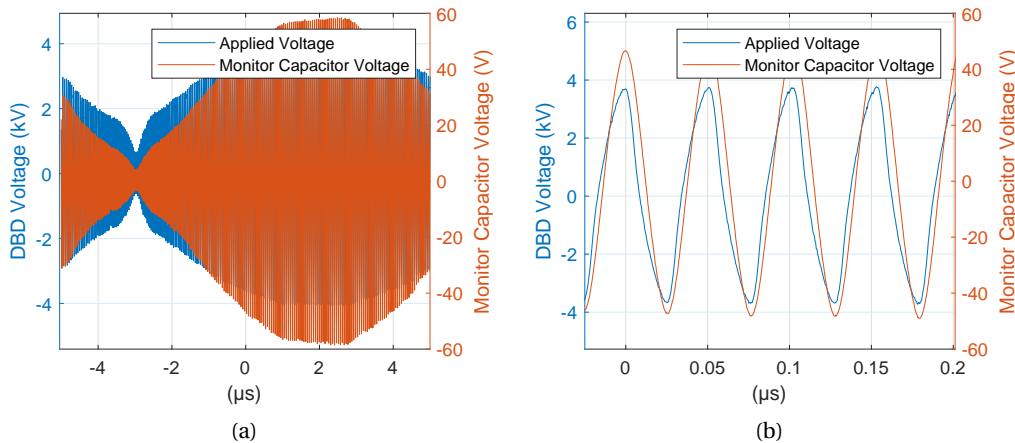 Applied Voltage
Monitor Capacitor Voltage
DBD Voltage (kV)
4
2
0
-2
-4
Monitor Capacitor Voltage (V)
60
40
20
0
-20
-40
-60
-4
-2
0
2
4
(µs)
(a)
Applied Voltage
Monitor Capacitor Voltage
DBD Voltage (kV)
6
4
2
0
-2
-4
Monitor Capacitor Voltage (V)
60
40
20
0
-20
-40
-60
0
0.05
0.1
0.15
0.2
(µs)
(b)